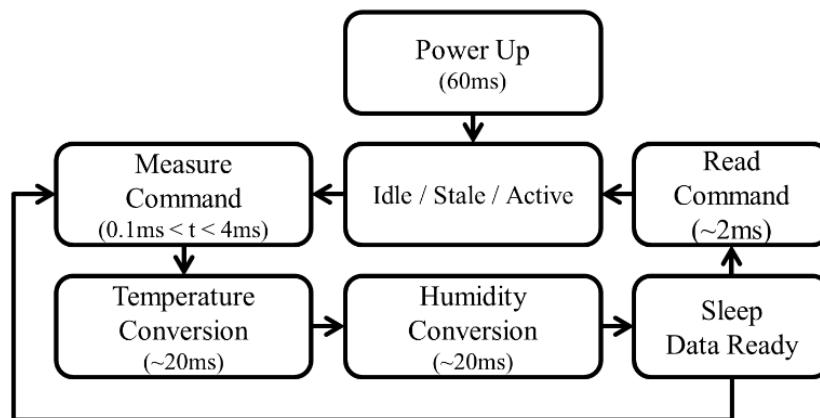 Power Up
(60ms)
Measure
Command
(0.1ms < t < 4ms)
Idle / Stale / Active
Read
Command
(~2ms)
Temperature
Conversion
(~20ms)
Humidity
Conversion
(~20ms)
Sleep
Data Ready